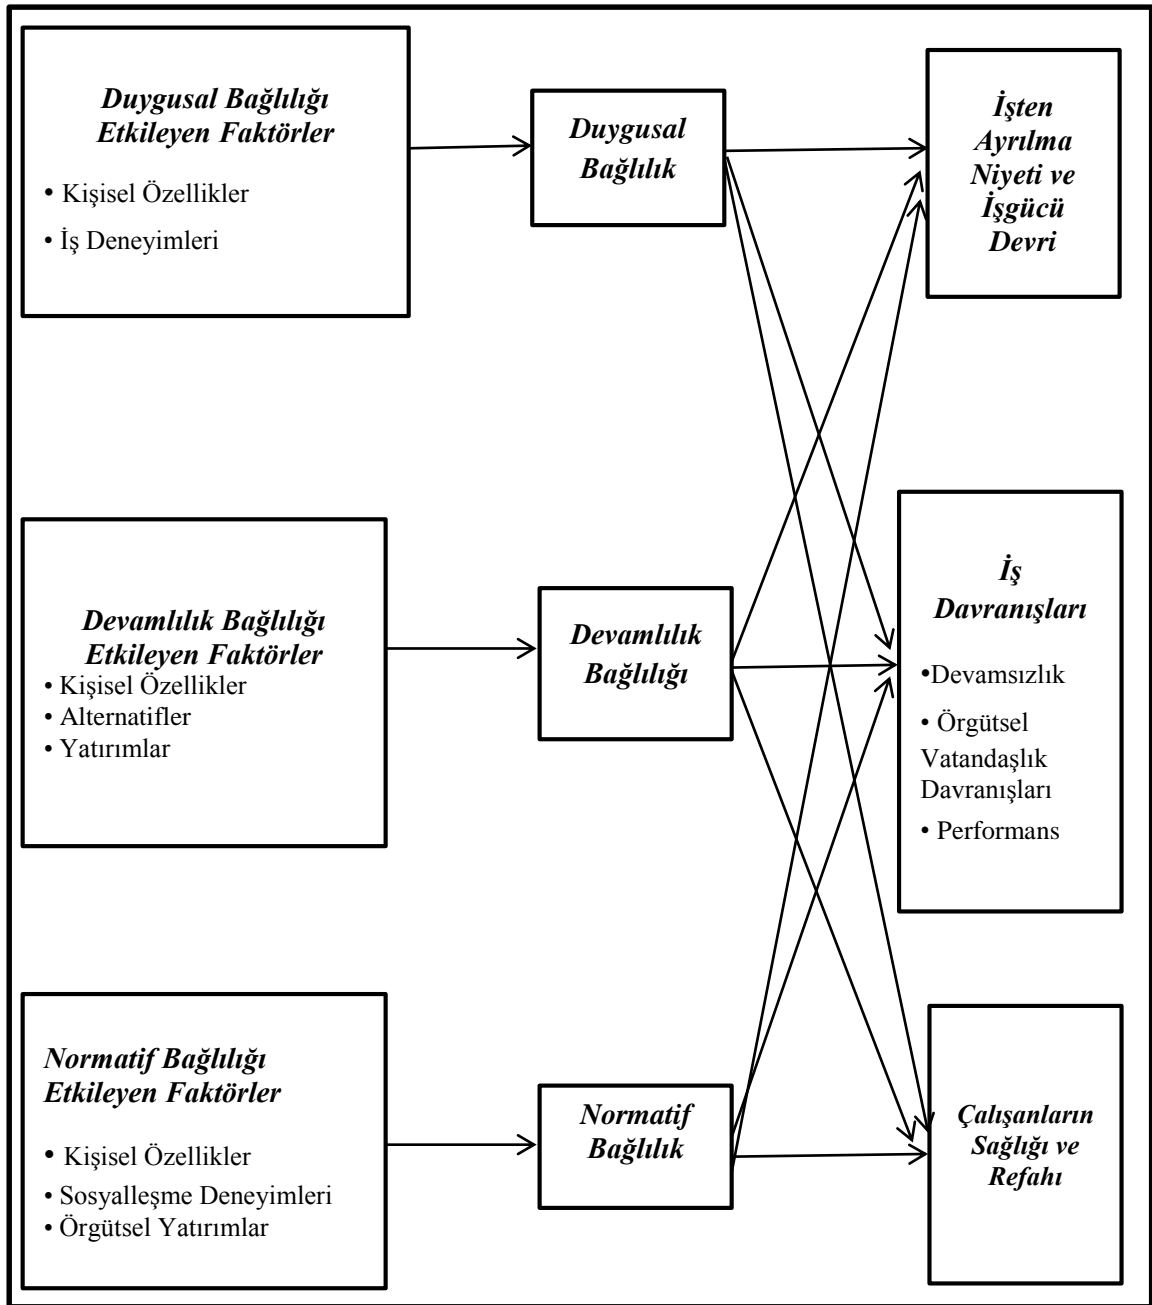 Duygusal Bağlılığı
Etkileyen Faktörler
• Kişisel Özellikler
• İş Deneyimleri
Duygusal
Bağlılık
İşten
Ayrılma
Niyeti ve
İşgücü
Devri
Devamlılık Bağlılığı
Etkileyen Faktörler
• Kişisel Özellikler
• Alternatifler
• Yatırımlar
Devamlılık
Bağlılığı
İş
Davranışları
•Devamsızlık
• Örgütsel
Vatandaşlık
Davranışları
• Performans
Normatif Bağlılığı
Etkileyen Faktörler
• Kişisel Özellikler
• Sosyalleşme Deneyimleri
• Örgütsel Yatırımlar
Normatif
Bağlılık
Çalışanların
Sağlığı ve
Refahı